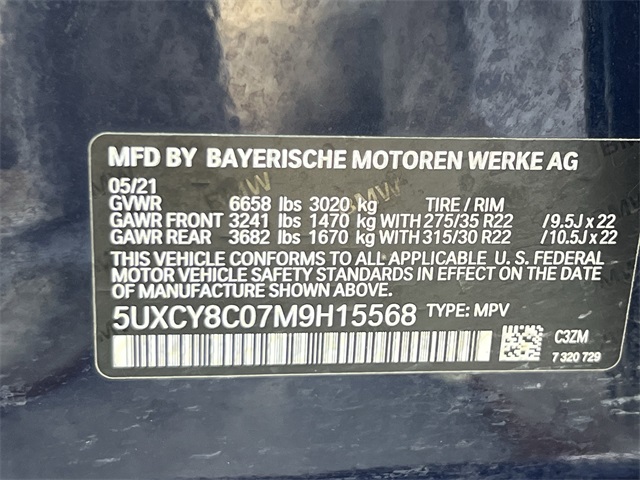 MFD BY BAYERISCHE MOTOREN WERKE AG
05/21
GVWR 6658 lbs 3020 kg TIRE / RIM
GAWR FRONT 3241 lbs 1470 kg WITH 275/35 R22 /9.5J x 22
GAWR REAR 3682 lbs 1670 kg WITH 315/30 R22 /10.5J x 22
THIS VEHICLE CONFORMS TO ALL APPLICABLE U. S. FEDERAL
MOTOR VEHICLE SAFETY STANDARDS IN EFFECT ON THE DATE
OF MANUFACTURE SHOWN ABOVE.
5UXCY8C07M9H15568 TYPE: MPV
C3ZM
7 320 729
BMW
BMW